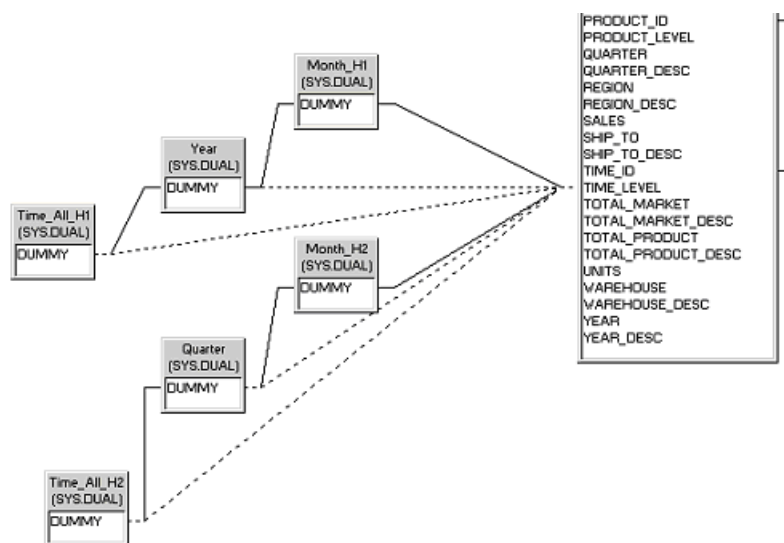 Month_H1
(SYS.DUAL)
DUMMY
Year
(SYS.DUAL)
DUMMY
Time_All_H1
(SYS.DUAL)
DUMMY
Month_H2
(SYS.DUAL)
DUMMY
Quarter
(SYS.DUAL)
DUMMY
Time_All_H2
(SYS.DUAL)
DUMMY
PRODUCT_ID
PRODUCT_LEVEL
QUARTER
QUARTER_DESC
REGION
REGION_DESC
SALES
SHIP_TO
SHIP_TO_DESC
TIME_ID
TIME_LEVEL
TOTAL_MARKET
TOTAL_MARKET_DESC
TOTAL_PRODUCT
TOTAL_PRODUCT_DESC
UNITS
WAREHOUSE
WAREHOUSE_DESC
YEAR
YEAR_DESC